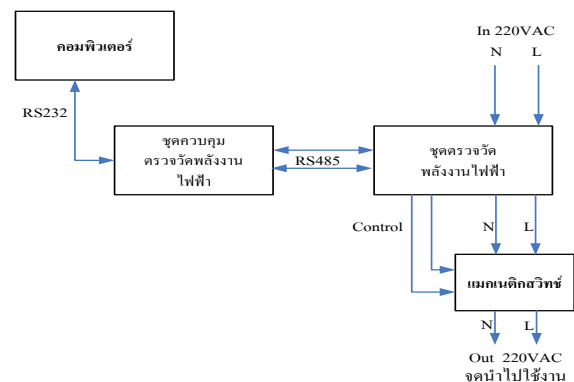 คอมพิวเตอร์
In 220VAC
N L
RS232
ชุดควบคุม
ตรวจวัดพลังงาน
ไฟฟ้า
RS485
ชุดตรวจวัด
พลังงานไฟฟ้า
Control
N L
แมกเนติกสวิทช์
N L
Out 220VAC
จุดนำไปใช้งาน